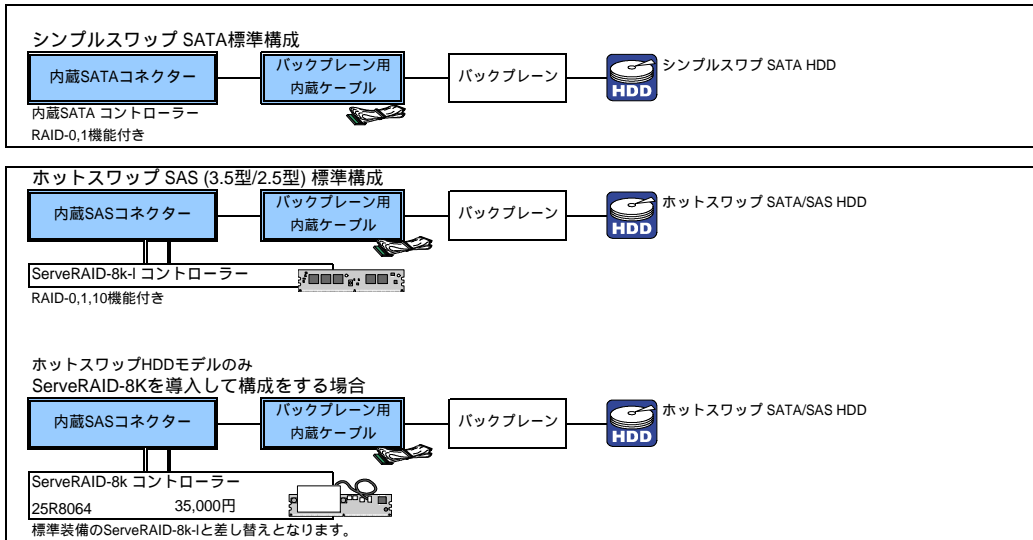 シンプルスワップ SATA標準構成
内蔵SATAコネクター
バックプレーン用
内蔵ケーブル
バックプレーン
HDD
シンプルスワプ SATA HDD
内蔵SATA コントローラー
RAID-0,1機能付き
ホットスワップ SAS (3.5型/2.5型) 標準構成
内蔵SASコネクター
バックプレーン用
内蔵ケーブル
バックプレーン
HDD
ホットスワップ SATA/SAS HDD
ServeRAID-8k-l コントローラー
RAID-0,1,10機能付き
ホットスワップHDDモデルのみ
ServeRAID-8Kを導入して構成をする場合
内蔵SASコネクター
バックプレーン用
内蔵ケーブル
バックプレーン
HDD
ホットスワップ SATA/SAS HDD
ServeRAID-8k コントローラー
25R8064 35,000円
標準装備のServeRAID-8k-lと差し替えとなります。